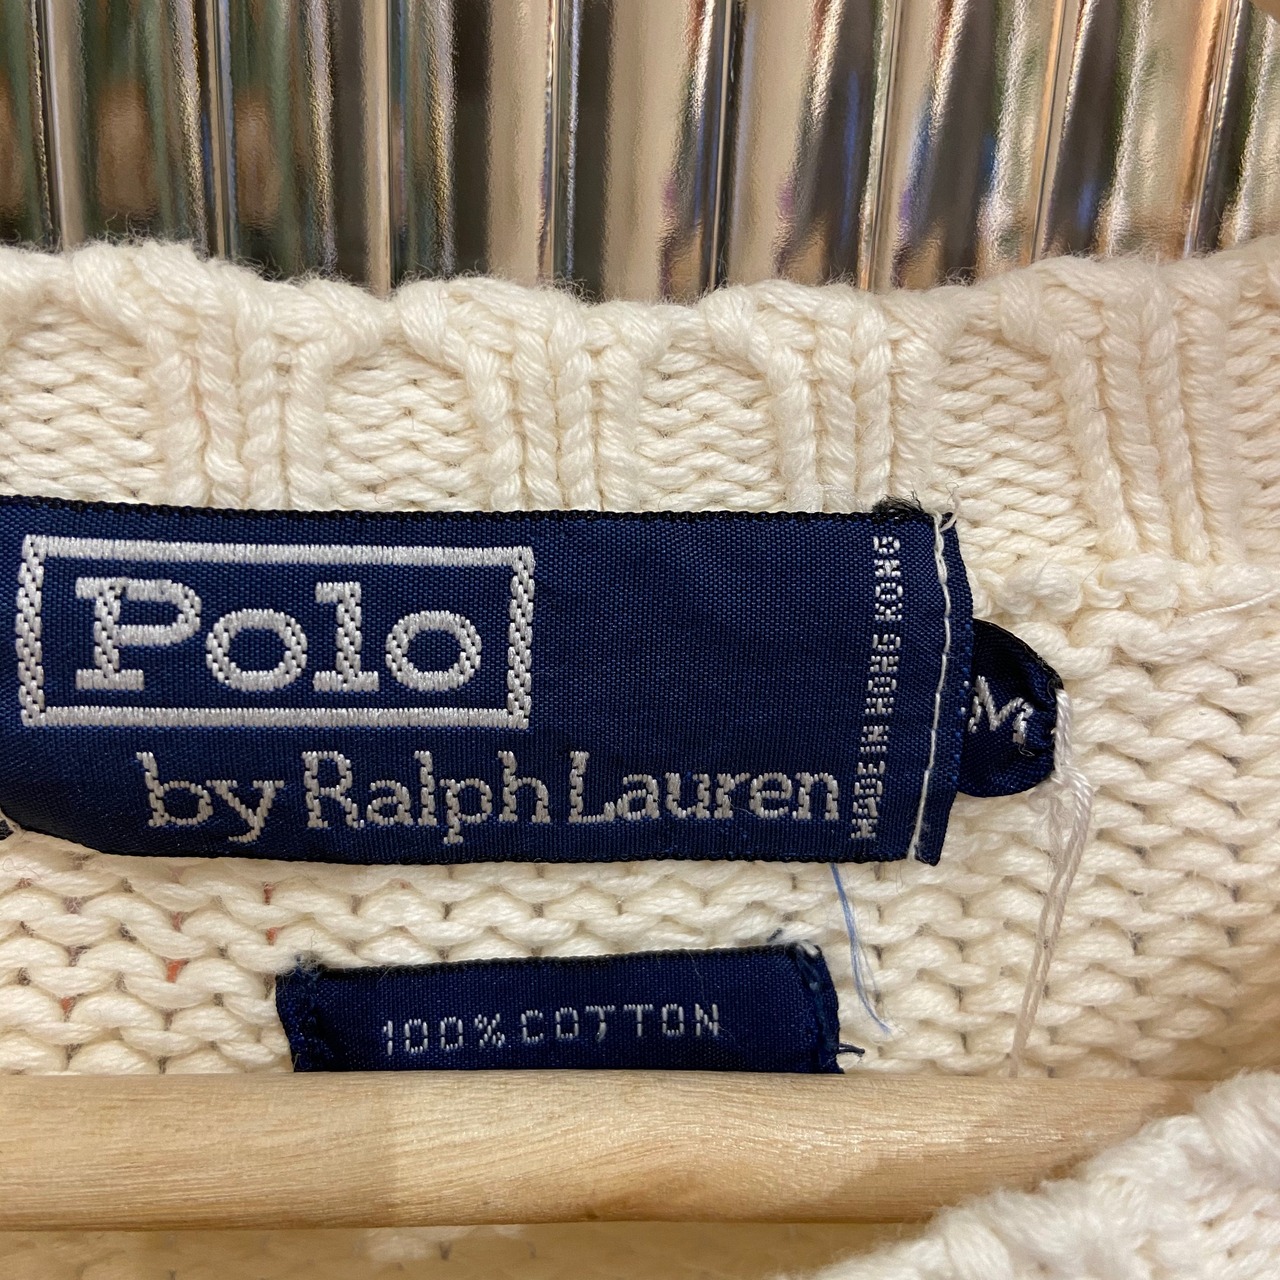 Polo
by Ralph Lauren
MADE IN HONG KONG
M
100% COTTON